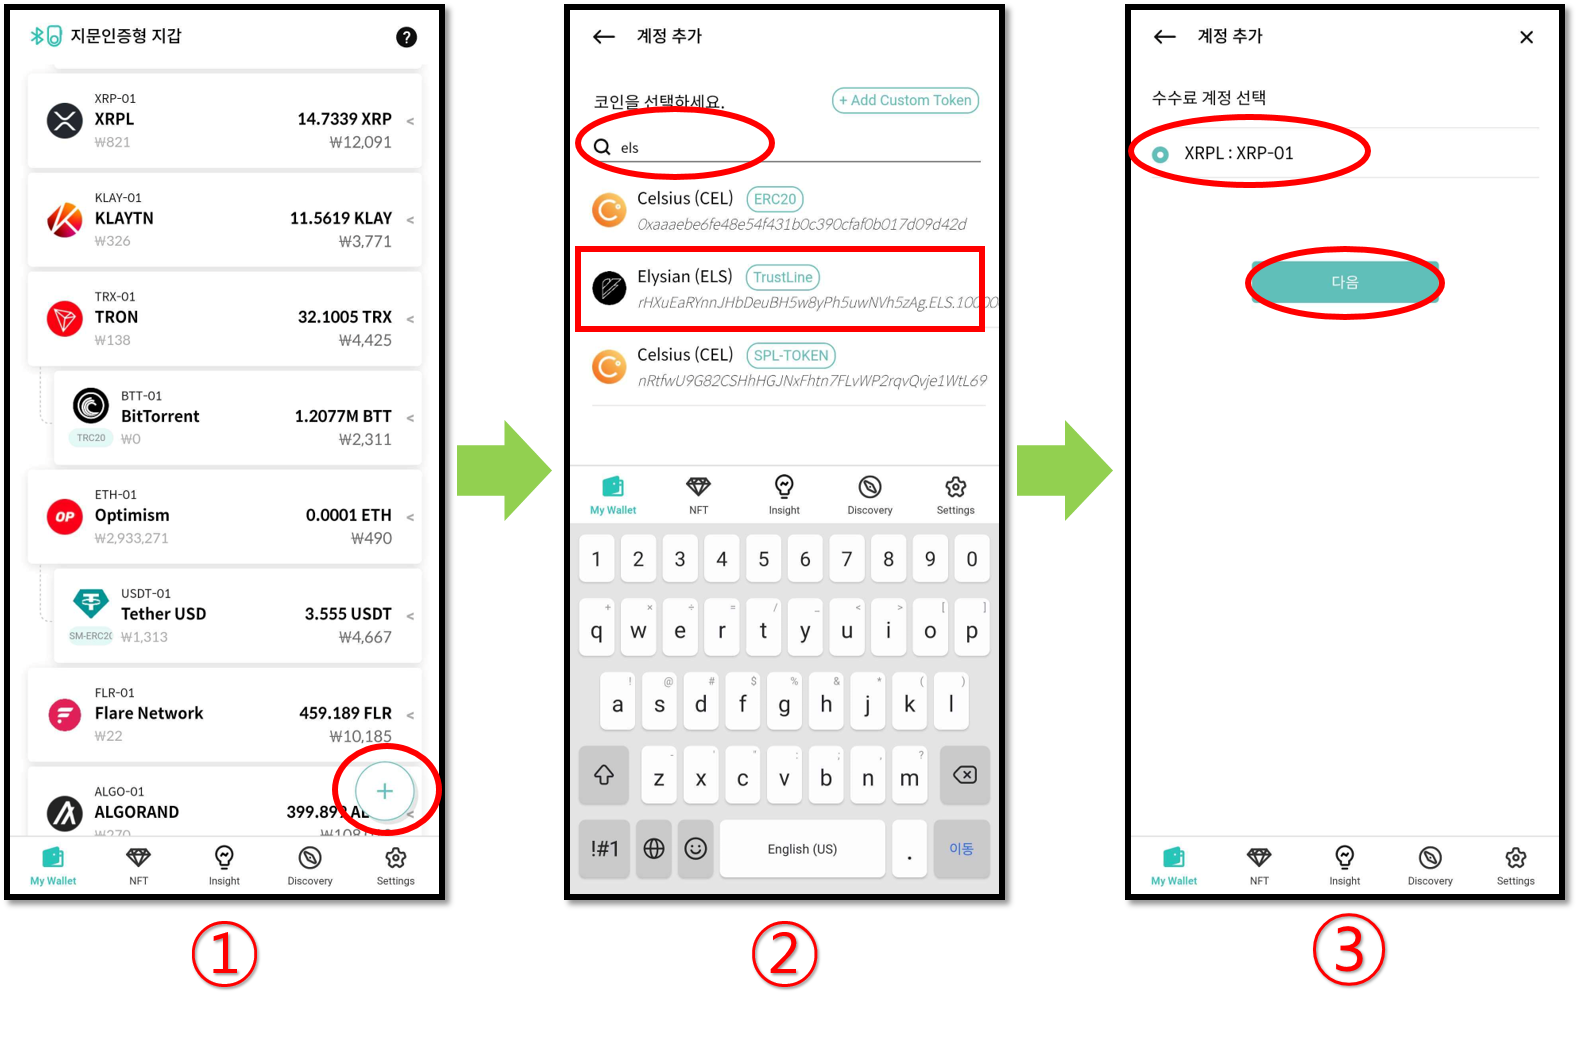 지문인증형 지갑
?
XRP-01
XRPL
14.7339 XRP
<
₩821
₩12,091
KLAY-01
KLAYTN
11.5619 KLAY
<
₩326
₩3,771
TRX-01
TRON
32.1005 TRX
<
₩138
₩4,425
BTT-01
BitTorrent
1.2077M BTT
<
TRC20
₩0
₩2,311
ETH-01
OP
Optimism
0.0001 ETH
<
₩2,933,271
₩490
USDT-01
Tether USD
3.555 USDT
<
SM-ERC20
₩1,313
₩4,667
FLR-01
Flare Network
459.189 FLR
<
₩22
₩10,185
+
ALGO-01
ALGORAND
399.899 AL
<
₩270
My Wallet
NFT
Insight
Discovery
Settings
①
계정 추가
코인을 선택하세요.
+ Add Custom Token
els
Celsius (CEL)
ERC20
0xaaaebe6fe48e54f431b0c390cfaf0b017d09d42d
Elysian (ELS)
TrustLine
rHXuEaRYnnJHbDeuBH5w8yPh5uwNVh5zAg.ELS.10000
Celsius (CEL)
SPL-TOKEN
nRtfwU9G82CSHhHGJNxFhtn7FLvWP2rqvQvje1WtL69
My Wallet
NFT
Insight
Discovery
Settings
1 2 3 4 5 6 7 8 9 0
+ × ÷ = / _ < > [ ]
q w e r t y u i o p
! @ # $ % & * ( )
a s d f g h j k l
- ' " : ; , ?
z x c v b n m
!#1
English (US)
.
이동
②
계정 추가
수수료 계정 선택
XRPL : XRP-01
다음
My Wallet
NFT
Insight
Discovery
Settings
③